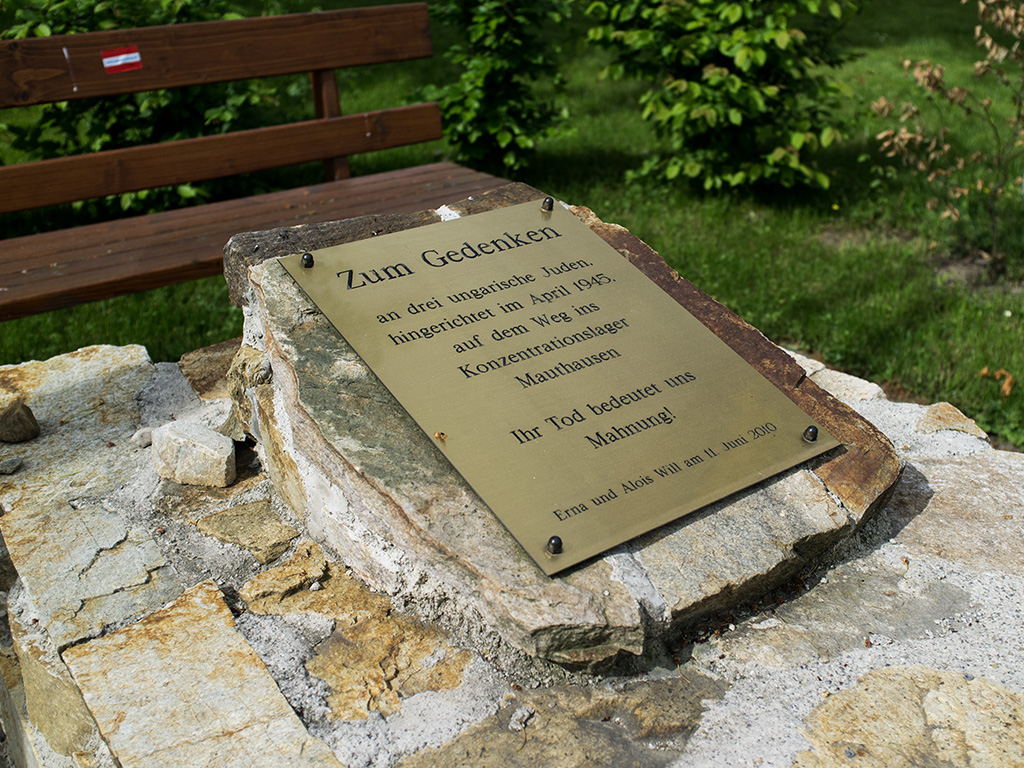 Zum Gedenken
an drei ungarische Juden,
hingerichtet im April 1945,
auf dem Weg ins
Konzentrationslager
Mauthausen
Ihr Tod bedeutet uns
Mahnung!
Erna und Alois Will am 11. Juni 2010